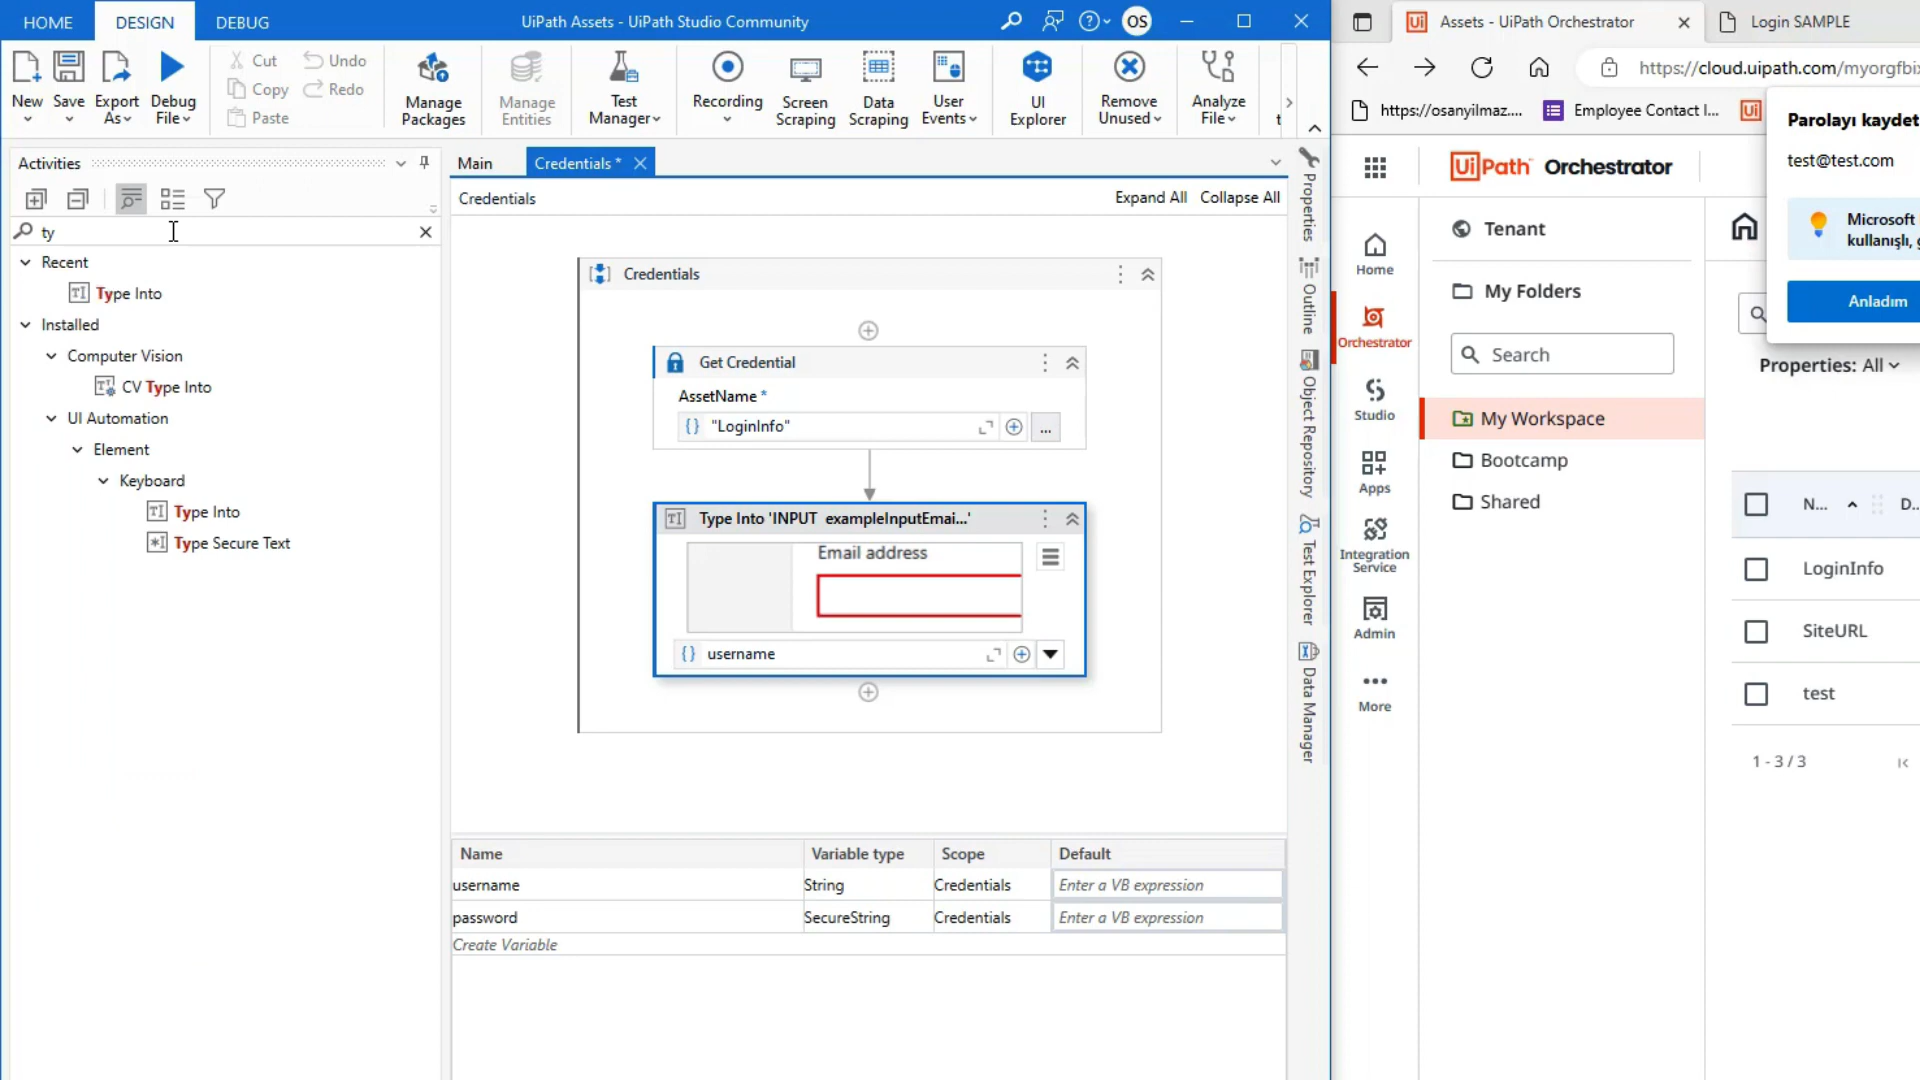 HOME DESIGN DEBUG
UiPath Assets - UiPath Studio Community
OS
New Save Export As Debug File
Cut Copy Paste
Undo Redo
Manage Packages
Manage Entities
Test Manager
Recording
Screen Scraping
Data Scraping
User Events
UI Explorer
Remove Unused
Analyze File
Activities
ty
Recent
Type Into
Installed
Computer Vision
CV Type Into
UI Automation
Element
Keyboard
Type Into
Type Secure Text
Main Credentials *
Credentials
Expand All Collapse All
Credentials
Get Credential
AssetName *
"LoginInfo"
...
Type Into 'INPUT exampleInputEmai...'
Email address
username
Name Variable type Scope Default
username String Credentials Enter a VB expression
password SecureString Credentials Enter a VB expression
Create Variable
Properties
Outline
Object Repository
Test Explorer
Data Manager
Assets - UiPath Orchestrator
Login SAMPLE
https://cloud.uipath.com/myorgfbi
https://osanyilmaz....
Employee Contact I...
Ui
Parolayı kaydet
test@test.com
Microsoft
kullanışlı,
Anladım
UiPath Orchestrator
Home
Orchestrator
Studio
Apps
Integration Service
Admin
More
Tenant
My Folders
Search
My Workspace
Bootcamp
Shared
Properties: All
N... D...
LoginInfo
SiteURL
test
1 - 3 / 3